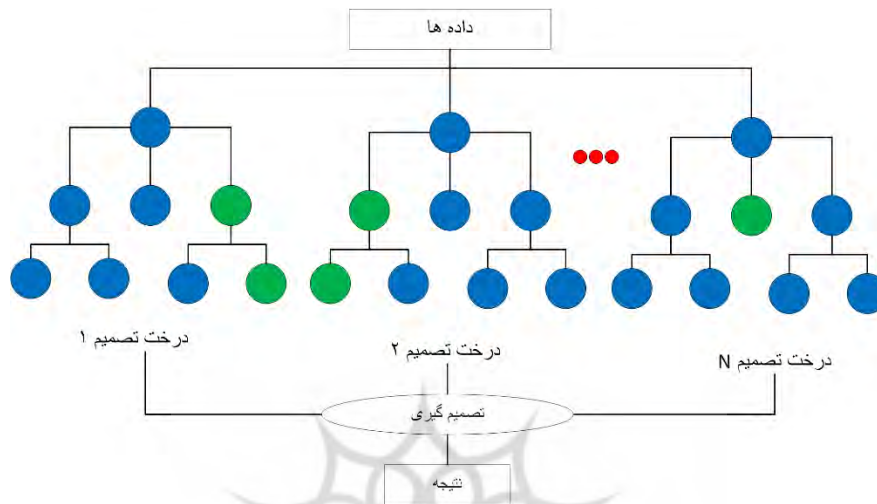 داده ها
درخت تصمیم ۱
درخت تصمیم ۲
درخت تصمیم N
تصمیم گیری
نتیجه